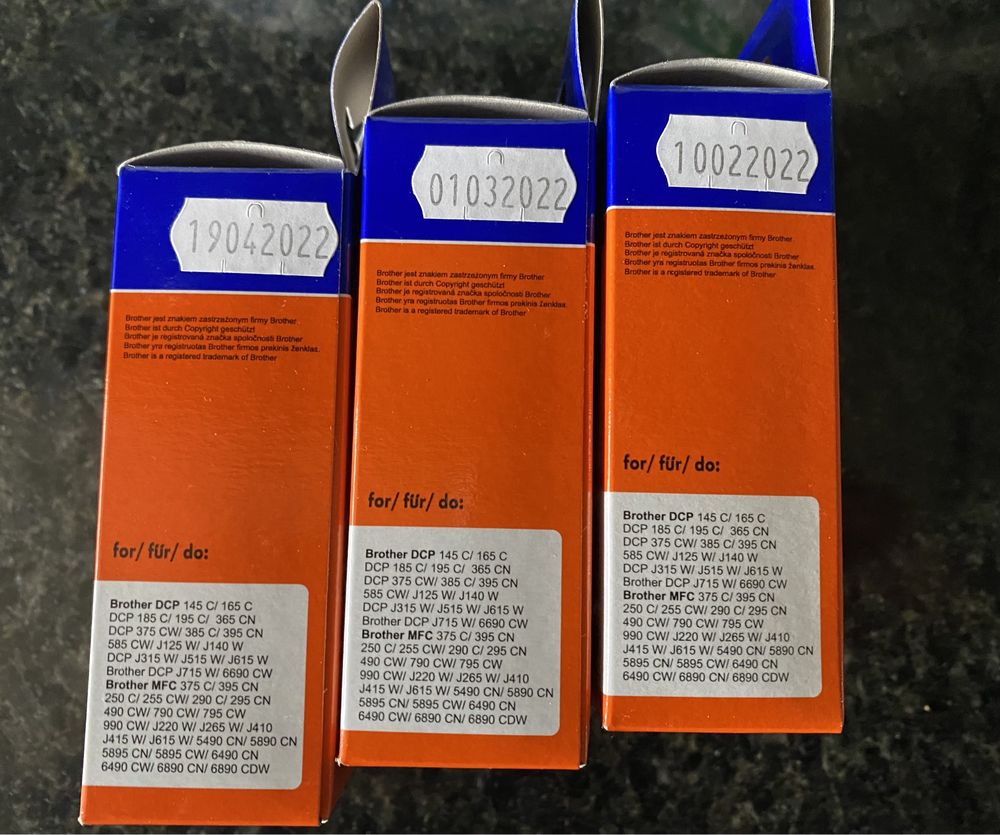 19042022
Brother jest znakiem zastrzeżonym firmy Brother
Brother ist durch Copyright geschützt
Brother je registrovaná značka spoločnosti Brother
Brother yra registruotas Brother firmos prekinis ženklas.
Brother is a registered trademark of Brother
for/ für/ do:
Brother DCP 145 C/ 165 C
DCP 185 C/ 195 C/ 365 CN
DCP 375 CW/ 385 C/ 395 CN
585 CW/ J125 W/ J140 W
DCP J315 W/ J515 W/ J615 W
Brother DCP J715 W/ 6690 CW
Brother MFC 375 C/ 395 CN
250 C/ 255 CW/ 290 C/ 295 CN
490 CW/ 790 CW/ 795 CW
990 CW/ J220 W/ J265 W/ J410
J415 W/ J615 W/ 5490 CN/ 5890 CN
5895 CN/ 5895 CW/ 6490 CN
6490 CW/ 6890 CN/ 6890 CDW
01032022
Brother jest znakiem zastrzeżonym firmy Brother
Brother ist durch Copyright geschützt
Brother je registrovaná značka spoločnosti Brother
Brother yra registruotas Brother firmos prekinis ženklas.
Brother is a registered trademark of Brother
for/ für/ do:
Brother DCP 145 C/ 165 C
DCP 185 C/ 195 C/ 365 CN
DCP 375 CW/ 385 C/ 395 CN
585 CW/ J125 W/ J140 W
DCP J315 W/ J515 W/ J615 W
Brother DCP J715 W/ 6690 CW
Brother MFC 375 C/ 395 CN
250 C/ 255 CW/ 290 C/ 295 CN
490 CW/ 790 CW/ 795 CW
990 CW/ J220 W/ J265 W/ J410
J415 W/ J615 W/ 5490 CN/ 5890 CN
5895 CN/ 5895 CW/ 6490 CN
6490 CW/ 6890 CN/ 6890 CDW
10022022
Brother jest znakiem zastrzeżonym firmy Brother
Brother ist durch Copyright geschützt
Brother je registrovaná značka spoločnosti Brother
Brother yra registruotas Brother firmos prekinis ženklas.
Brother is a registered trademark of Brother
for/ für/ do:
Brother DCP 145 C/ 165 C
DCP 185 C/ 195 C/ 365 CN
DCP 375 CW/ 385 C/ 395 CN
585 CW/ J125 W/ J140 W
DCP J315 W/ J515 W/ J615 W
Brother DCP J715 W/ 6690 CW
Brother MFC 375 C/ 395 CN
250 C/ 255 CW/ 290 C/ 295 CN
490 CW/ 790 CW/ 795 CW
990 CW/ J220 W/ J265 W/ J410
J415 W/ J615 W/ 5490 CN/ 5890 CN
5895 CN/ 5895 CW/ 6490 CN
6490 CW/ 6890 CN/ 6890 CDW